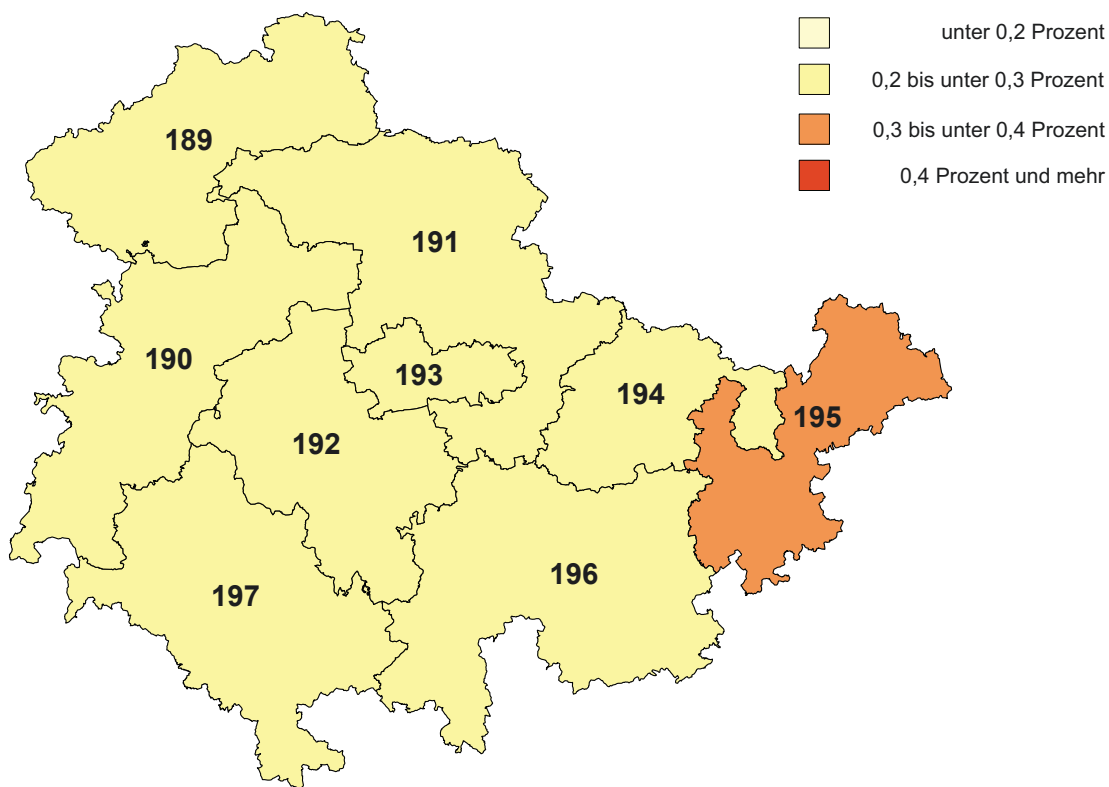 unter 0,2 Prozent
0,2 bis unter 0,3 Prozent
0,3 bis unter 0,4 Prozent
0,4 Prozent und mehr
189
191
190
193
194
195
192
196
197